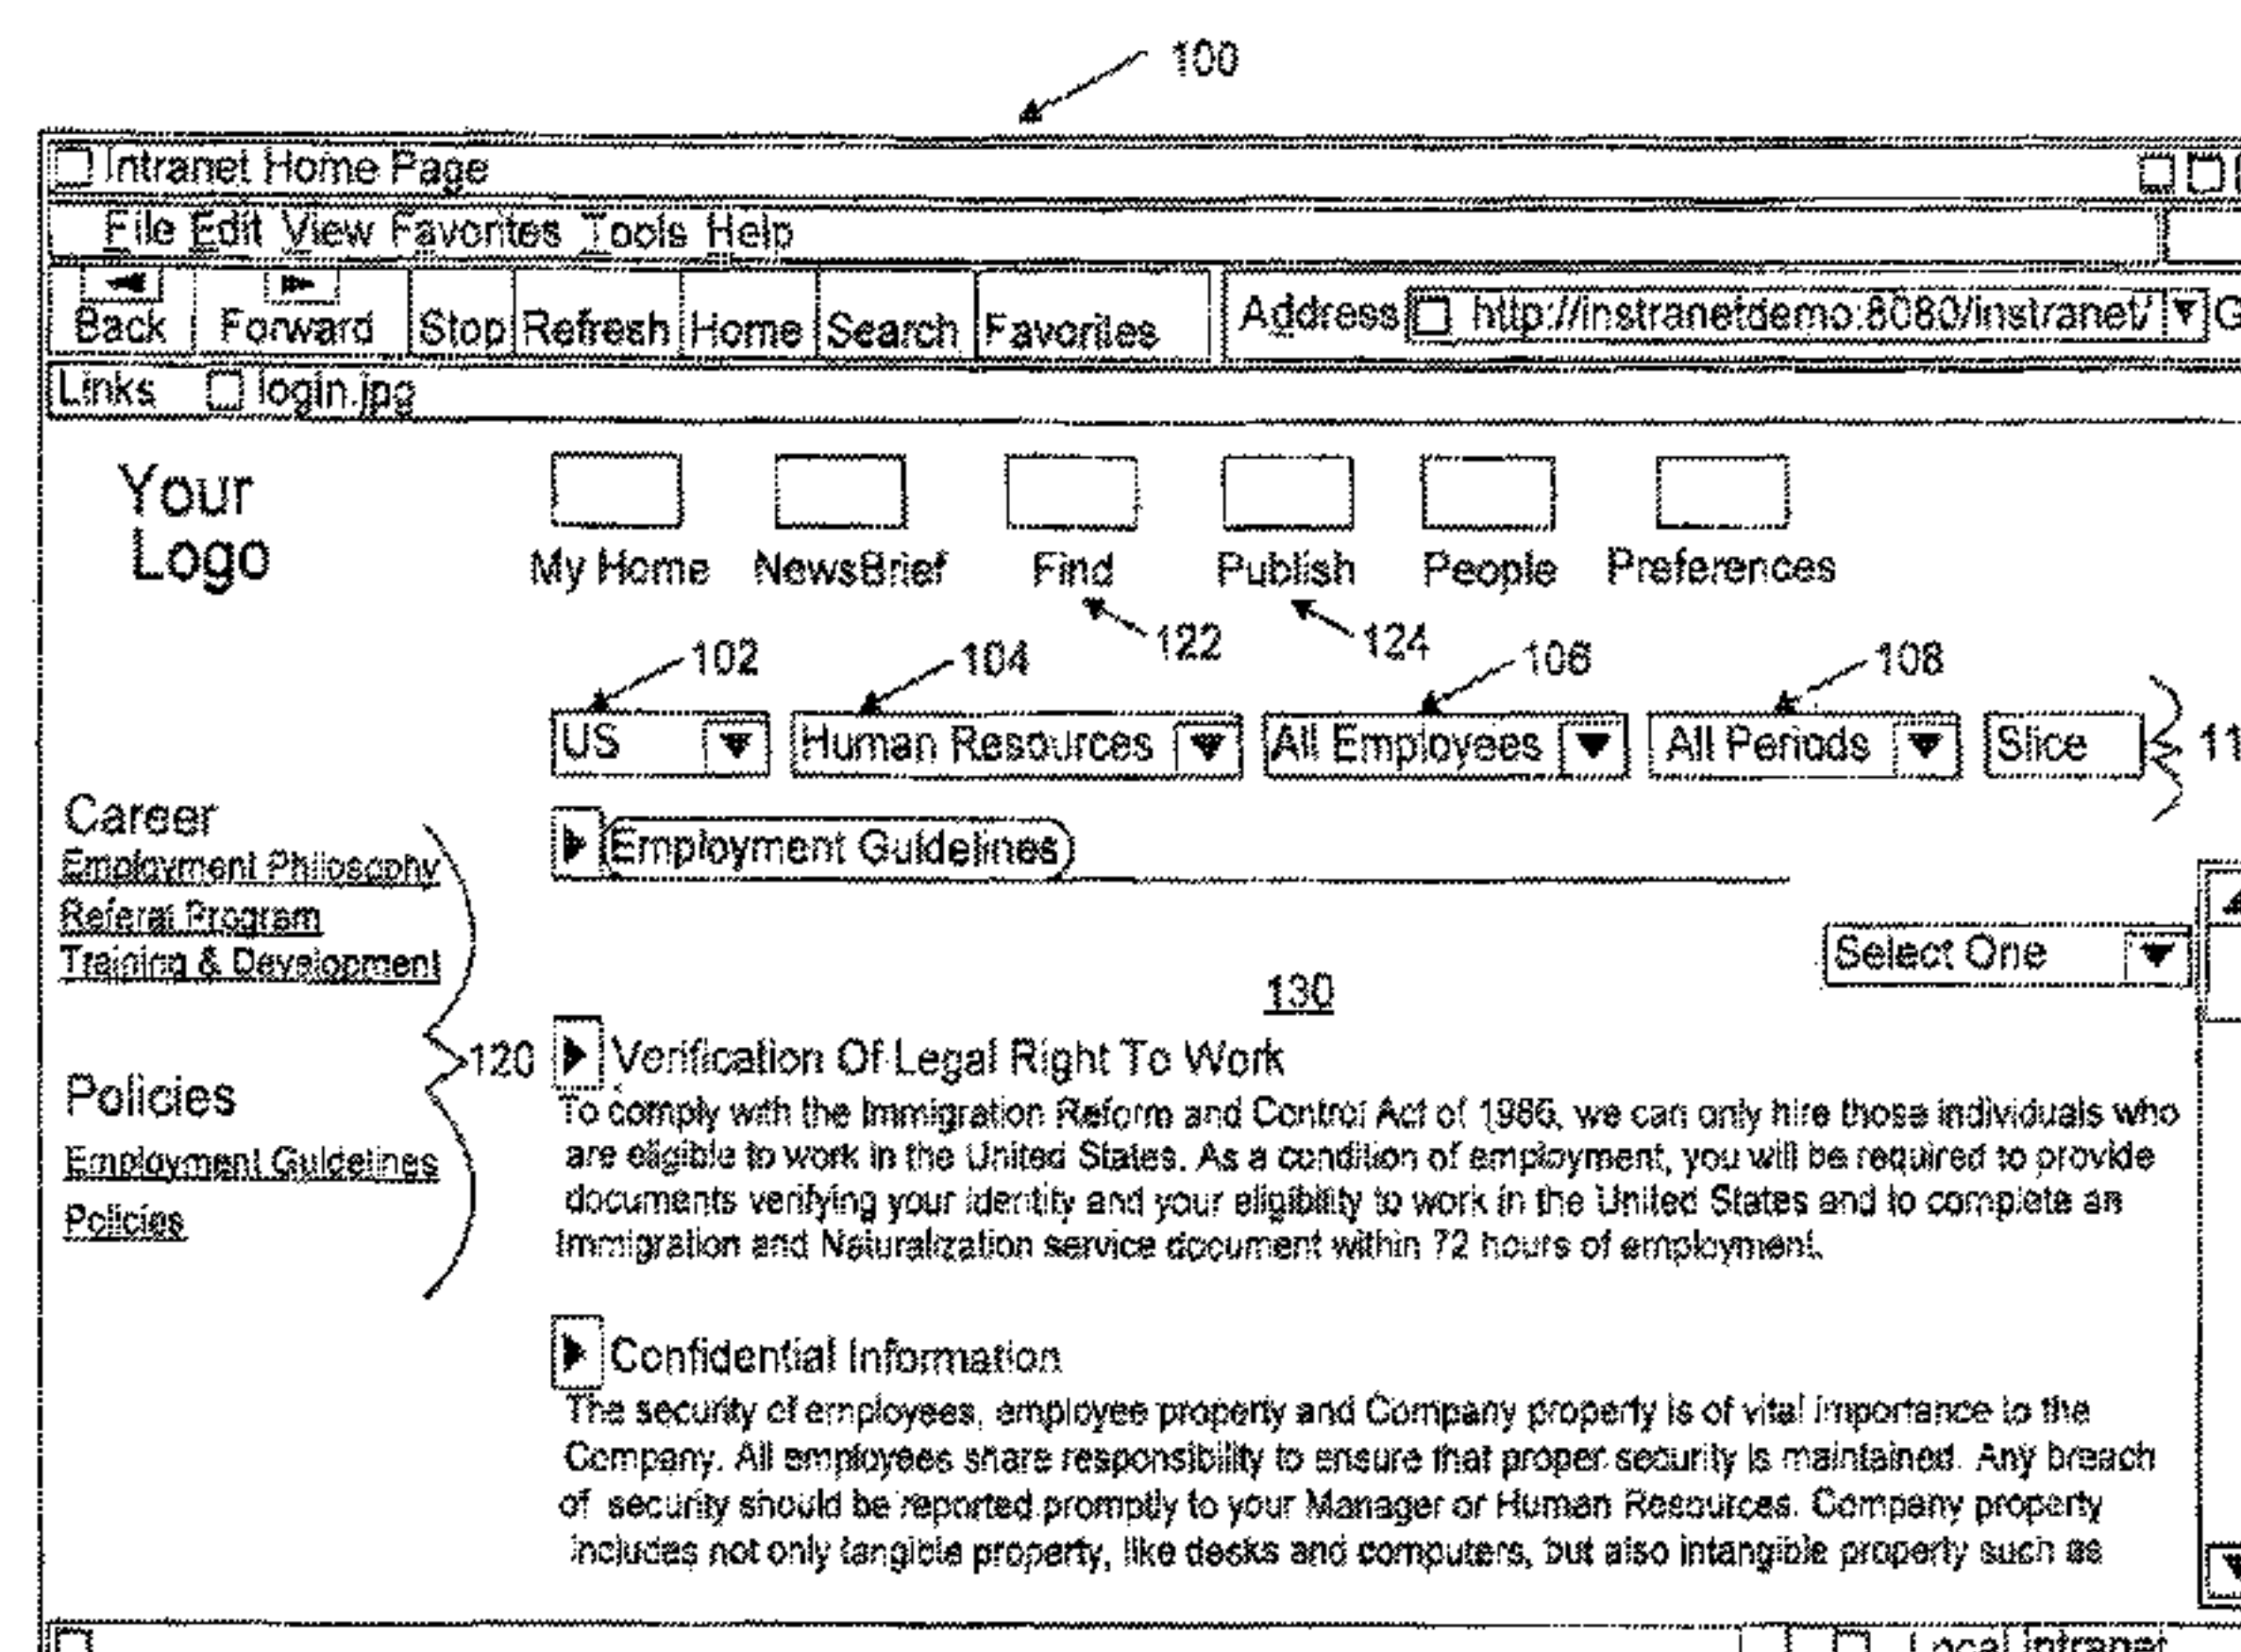 100
Intranet Home Page
File Edit View Favorites Tools Help
Back Forward Stop Refresh Home Search Favorites Address http://instranetdemo:8080/instranet/ G
Links login.jpg
Your
Logo
My Home NewsBrief Find Publish People Preferences
122 124
102 104 106 108
US Human Resources All Employees All Periods Slice 11
Career
Employment Philosophy
Referal Program
Training & Development
Employment Guidelines
Select One
130
120
Policies
Employment Guidelines
Policies
Verification Of Legal Right To Work
To comply with the Immigration Reform and Control Act of 1986, we can only hire those individuals who
are eligible to work in the United States. As a condition of employment, you will be required to provide
documents verifying your identity and your eligibility to work in the United States and to complete an
Immigration and Naturalization service document within 72 hours of employment.
Confidential Information
The security of employees, employee property and Company property is of vital importance to the
Company. All employees share responsibility to ensure that proper security is maintained. Any breach
of security should be reported promptly to your Manager or Human Resources. Company property
includes not only tangible property, like desks and computers, but also intangible property such as
Local intranet